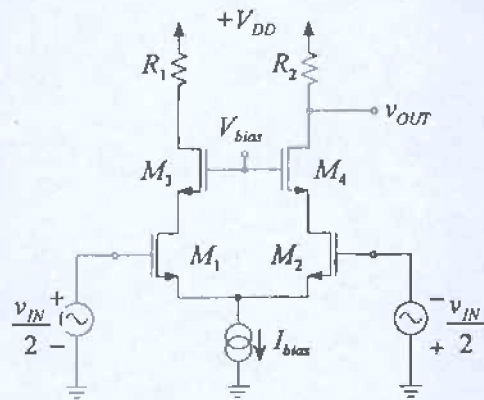 +V_DD
R_1
R_2
v_OUT
V_bias
M_3
M_4
M_1
M_2
v_IN/2
+
-
-
+
v_IN/2
I_bias